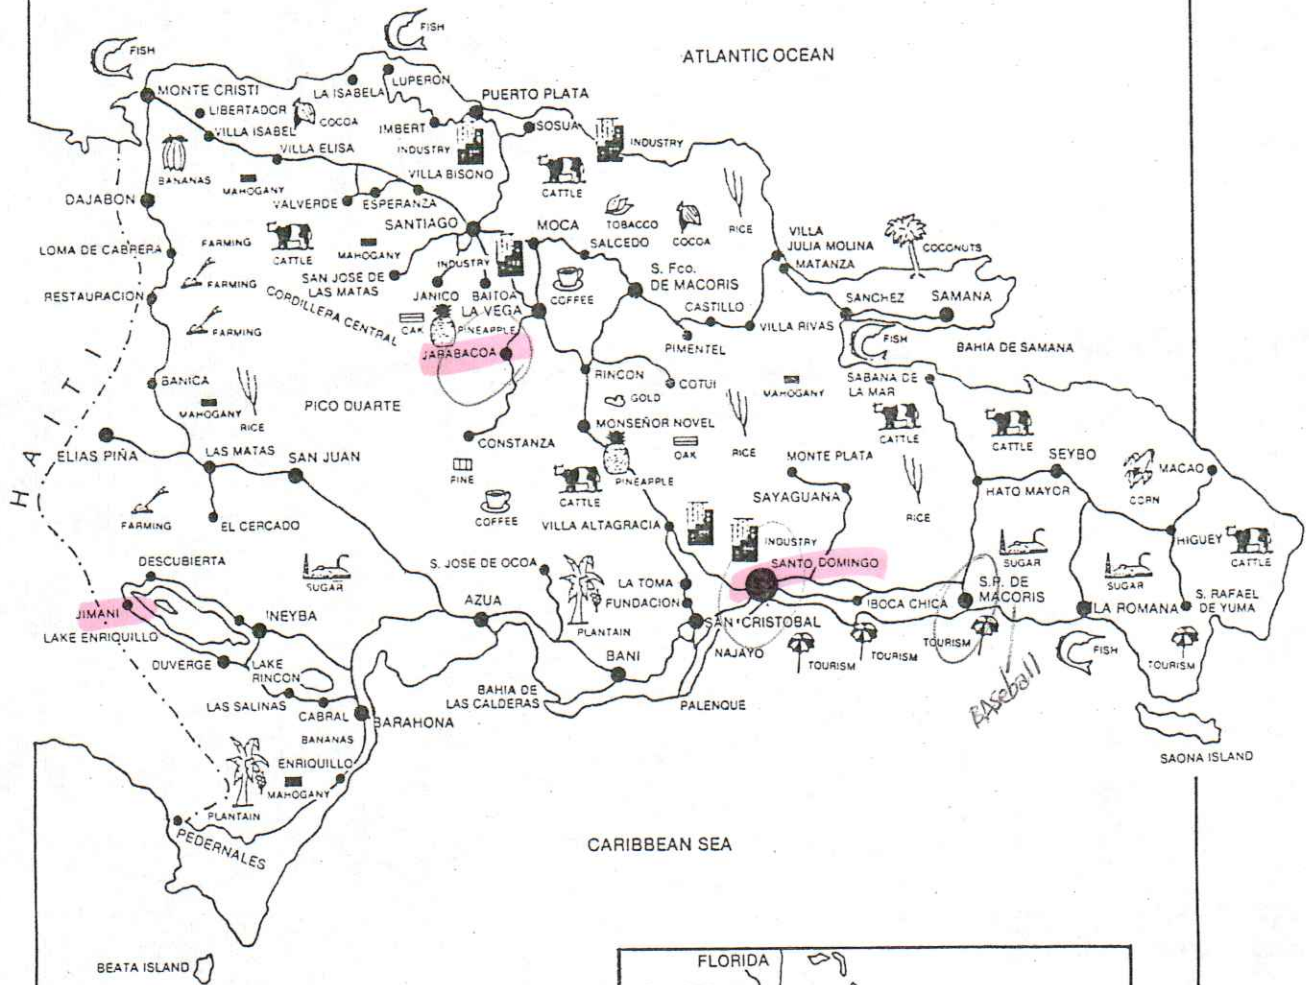 FISH
FISH
ATLANTIC OCEAN
MONTE CRISTI
LA ISABELA
LUPERON
PUERTO PLATA
LIBERTADOR
COCOA
IMBERT
SOSUA
VILLA ISABEL
INDUSTRY
INDUSTRY
VILLA ELISA
BANANAS
VILLA BISONO
MAHOGANY
CATTLE
DAJABON
VALVERDE
ESPERANZA
SANTIAGO
MOCA
TOBACCO
COCOA
RICE
VILLA
JULIA MOLINA
MATANZA
COCONUTS
LOMA DE CABRERA
FARMING
CATTLE
MAHOGANY
SALCEDO
INDUSTRY
SAN JOSE DE
LAS MATAS
JANICO
BAITOA
COFFEE
S. Fco.
DE MACORIS
FARMING
RESTAURACION
CORDILLERA CENTRAL
LA VEGA
CASTILLO
SANCHEZ
SAMANA
OAK
PINEAPPLE
FARMING
VILLA RIVAS
PIMENTEL
JARABACOA
FISH
BAHIA DE SAMANA
HAITI
BANICA
RINCON
COTUI
MAHOGANY
SABANA DE
LA MAR
GOLD
MAHOGANY
RICE
PICO DUARTE
MONSEÑOR NOVEL
CATTLE
CATTLE
CONSTANZA
OAK
RICE
ELIAS PIÑA
LAS MATAS
SAN JUAN
MONTE PLATA
SEYBO
PINE
CATTLE
PINEAPPLE
SAYAGUANA
HATO MAYOR
CORN
MACAO
FARMING
EL CERCADO
COFFEE
VILLA ALTAGRACIA
RICE
INDUSTRY
HIGUEY
CATTLE
DESCUBIERTA
SUGAR
S. JOSE DE OCOA
SANTO DOMINGO
SUGAR
SUGAR
LA TOMA
FUNDACION
IBOCA CHICA
S.P. DE
MACORIS
LA ROMANA
S. RAFAEL
DE YUMA
JIMANI
NEYBA
AZUA
PLANTAIN
SAN CRISTOBAL
LAKE ENRIQUILLO
NAJAYO
TOURISM
TOURISM
TOURISM
FISH
TOURISM
DUVERGE
LAKE
RINCON
BANI
LAS SALINAS
CABRAL
BARAHONA
BAHIA DE
LAS CALDERAS
PALENQUE
BASeball
BANANAS
SAONA ISLAND
ENRIQUILLO
MAHOGANY
PLANTAIN
PEDERNALES
CARIBBEAN SEA
BEATA ISLAND
FLORIDA